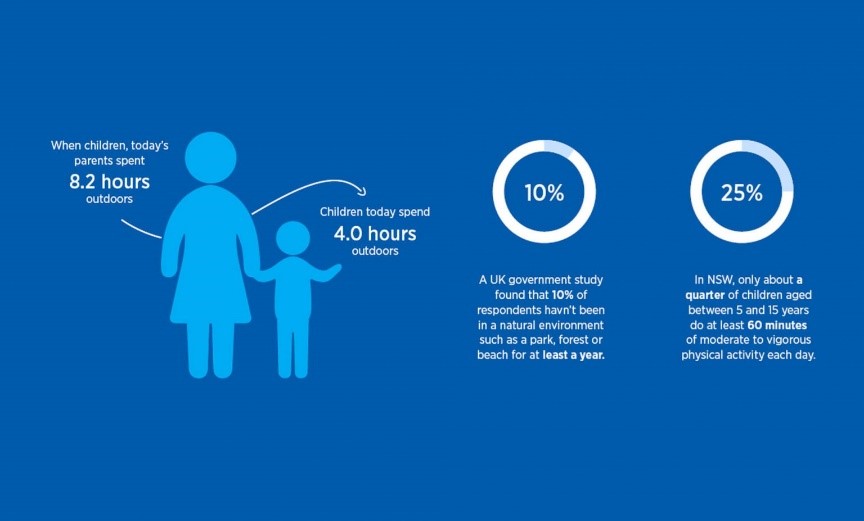 When children, today's
parents spent
8.2 hours
outdoors
Children today spend
4.0 hours
outdoors
10%
A UK government study
found that 10% of
respondents havn't been
in a natural environment
such as a park, forest or
beach for at least a year.
25%
In NSW, only about a
quarter of children aged
between 5 and 15 years
do at least 60 minutes
of moderate to vigorous
physical activity each day.